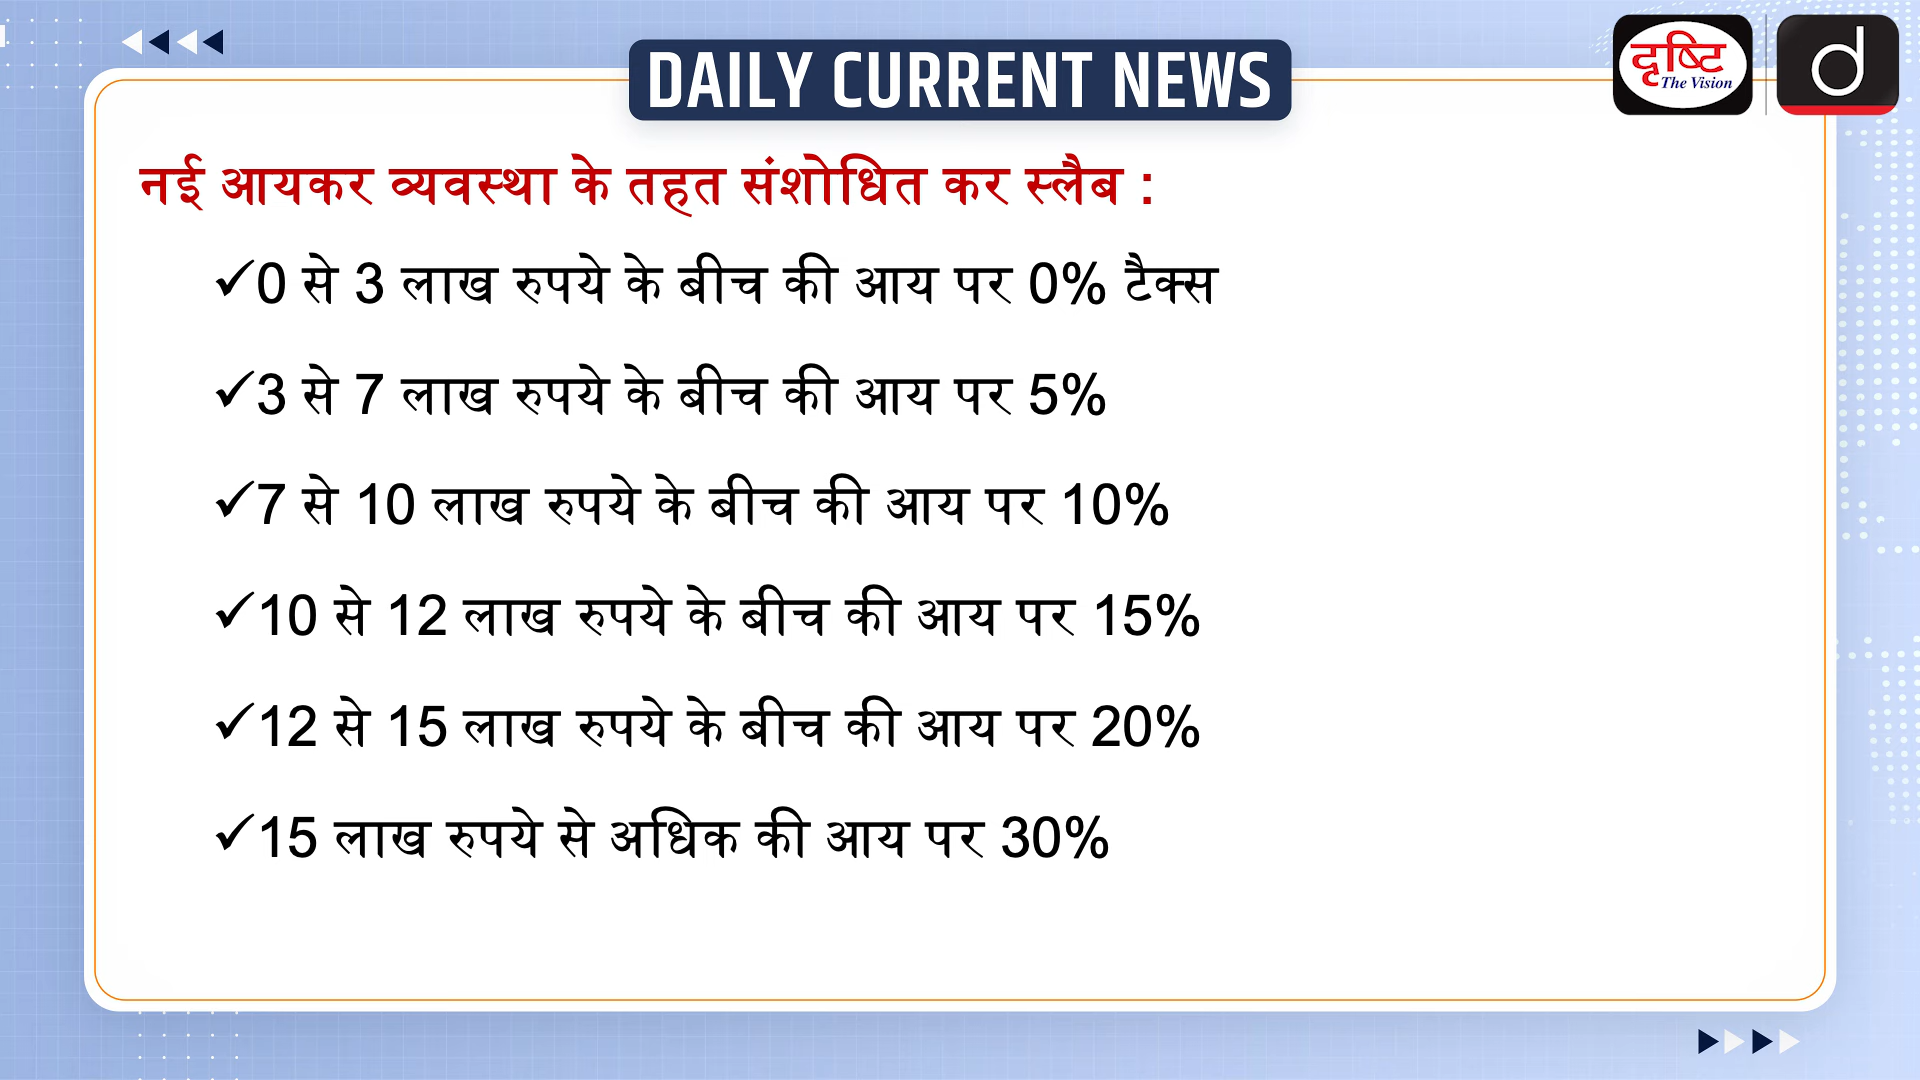 DAILY CURRENT NEWS
दृष्टि
The Vision
d
नई आयकर व्यवस्था के तहत संशोधित कर स्लैब :
✓0 से 3 लाख रुपये के बीच की आय पर 0% टैक्स
✓3 से 7 लाख रुपये के बीच की आय पर 5%
✓7 से 10 लाख रुपये के बीच की आय पर 10%
✓10 से 12 लाख रुपये के बीच की आय पर 15%
✓12 से 15 लाख रुपये के बीच की आय पर 20%
✓15 लाख रुपये से अधिक की आय पर 30%